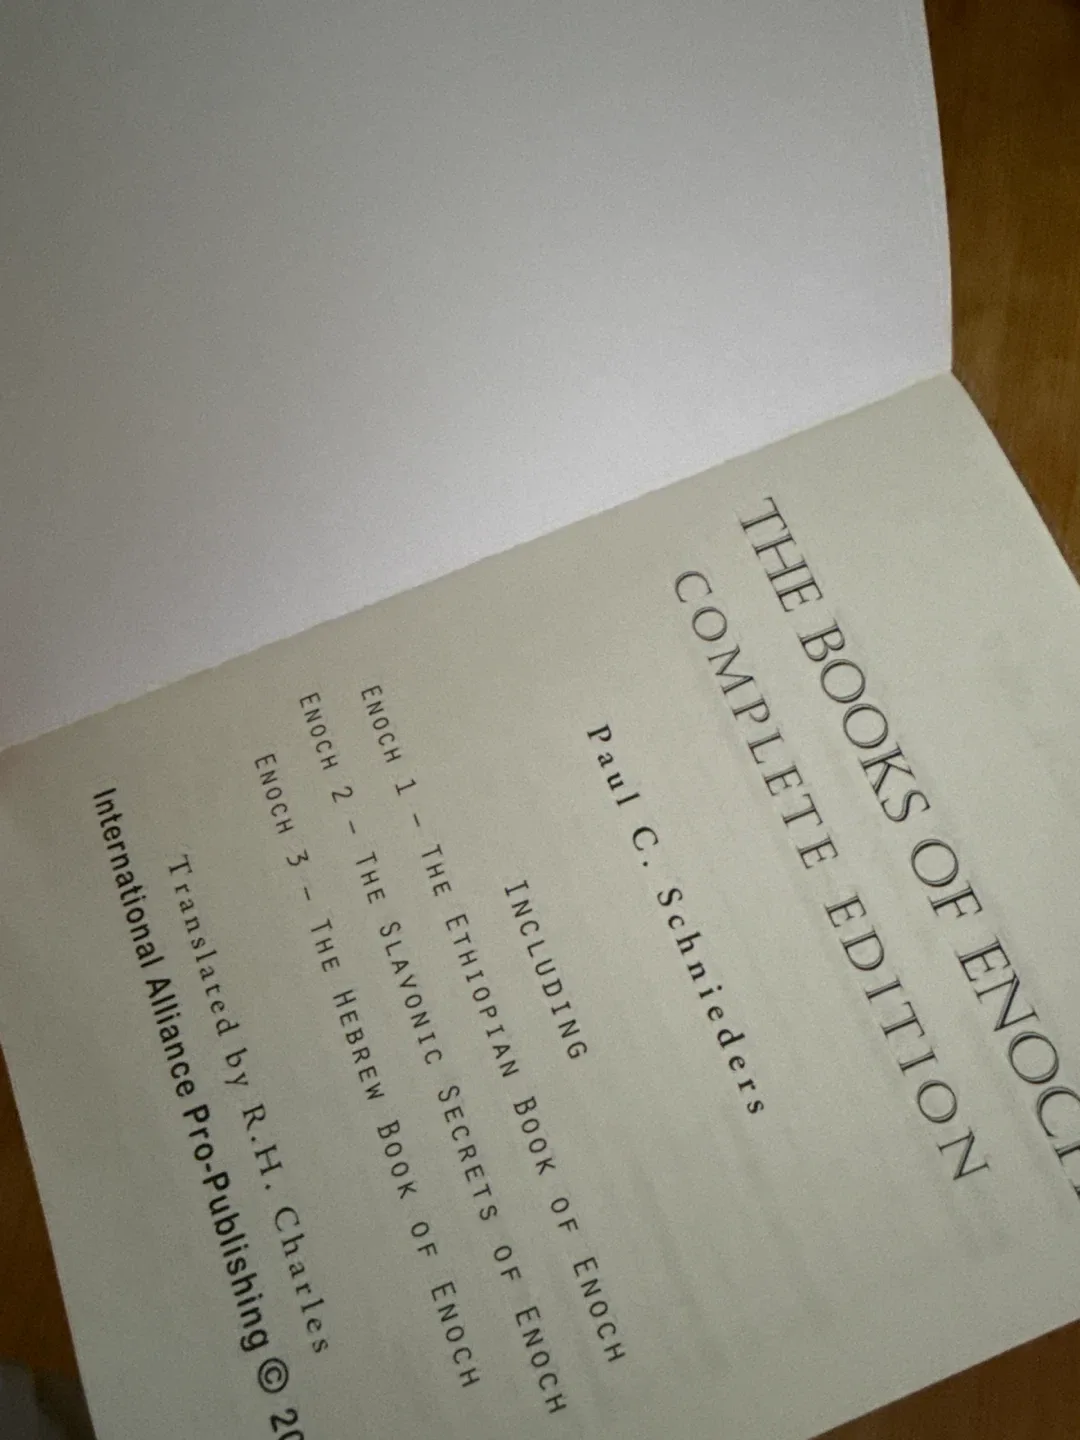 THE BOOKS OF ENOCH
COMPLETE EDITION
Paul C. Schnieders
INCLUDING
ENOCH 1 – THE ETHIOPIAN BOOK OF ENOCH
ENOCH 2 – THE SLAVONIC SECRETS OF ENOCH
ENOCH 3 – THE HEBREW BOOK OF ENOCH
Translated by R.H. Charles
International Alliance Pro-Publishing ©